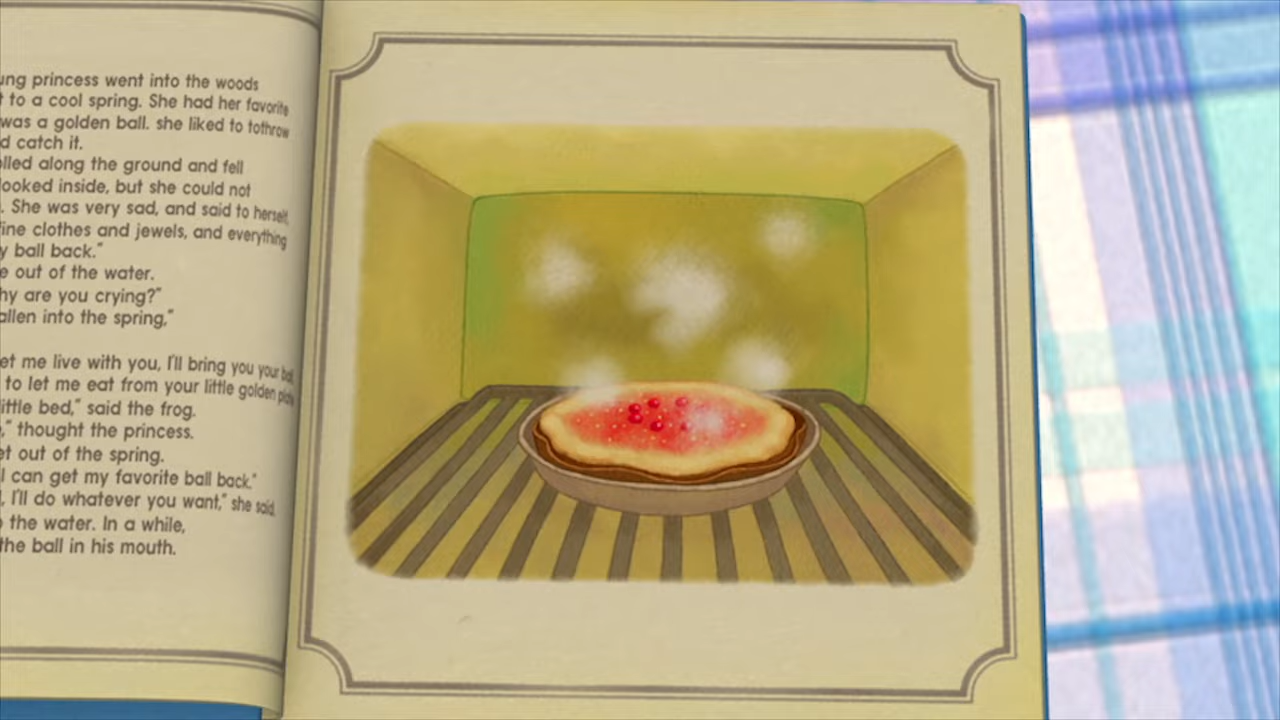 ung princess went into the woods
t to a cool spring. She had her favorite
was a golden ball. she liked to tothrow
d catch it.
olled along the ground and fell
looked inside, but she could not
. She was very sad, and said to herself,
fine clothes and jewels, and everything
y ball back."
e out of the water.
hy are you crying?"
allen into the spring,"
et me live with you, I'll bring you your ball
to let me eat from your little golden plate
ittle bed," said the frog.
," thought the princess.
et out of the spring.
I can get my favorite ball back."
, I'll do whatever you want," she said.
o the water. In a while,
the ball in his mouth.